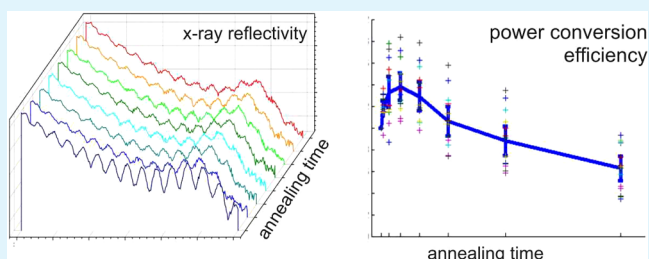 x-ray reflectivity
annealing time
power conversion
efficiency
annealing time